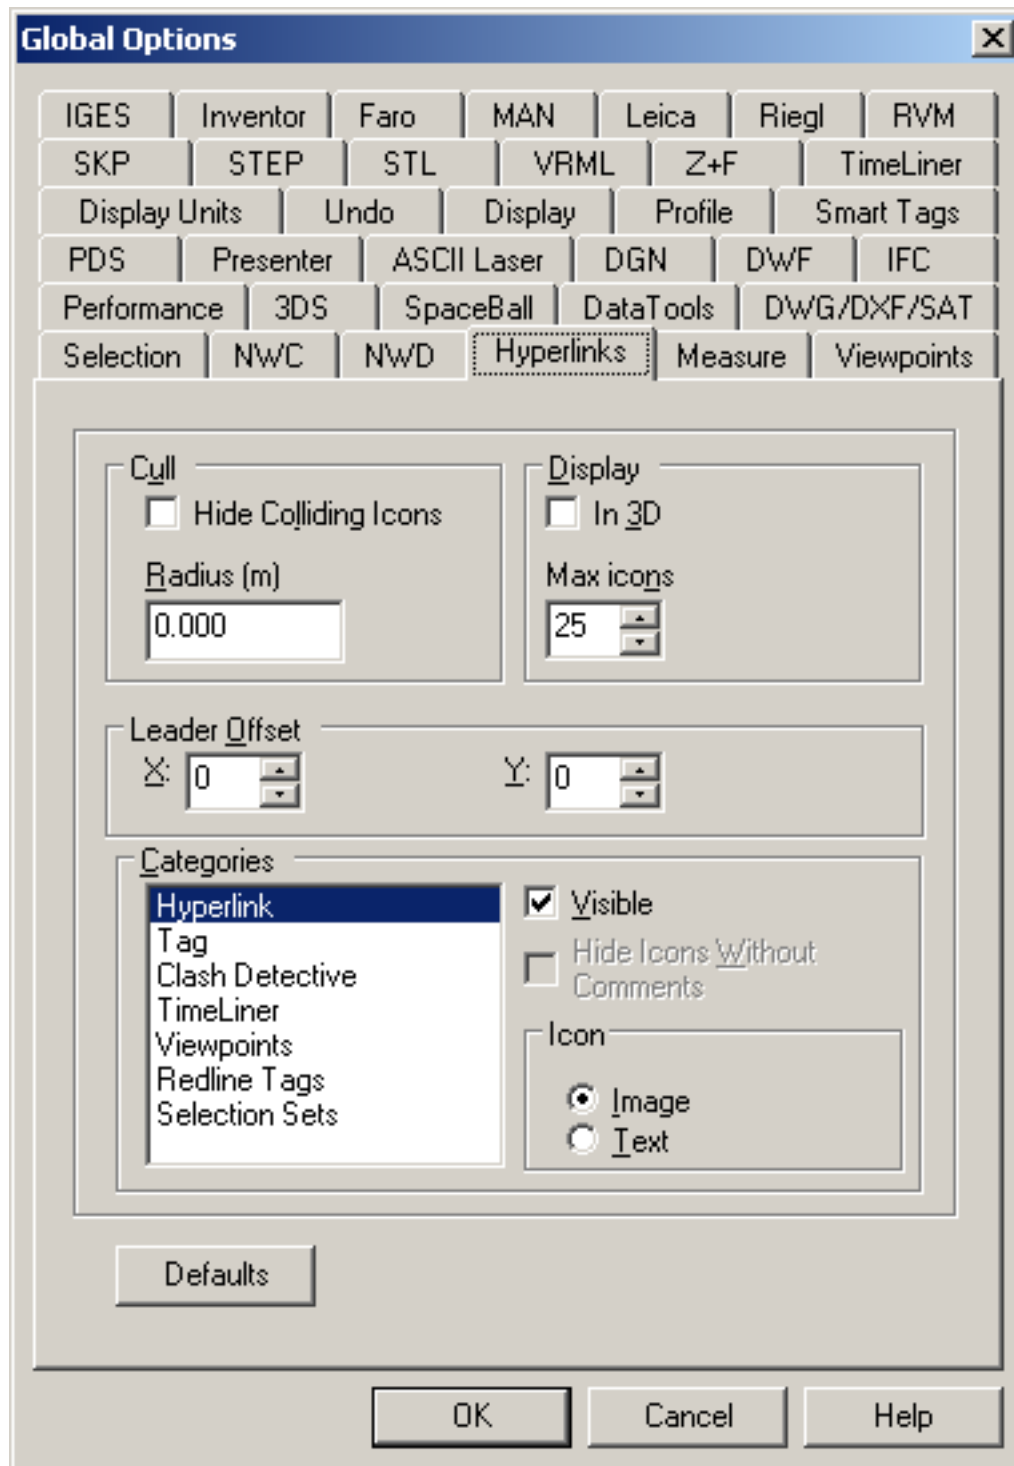 Global Options
IGES Inventor Faro MAN Leica Riegl RVM
SKP STEP STL VRML Z+F TimeLiner
Display Units Undo Display Profile Smart Tags
PDS Presenter ASCII Laser DGN DWF IFC
Performance 3DS SpaceBall DataTools DWG/DXF/SAT
Selection NWC NWD Hyperlinks Measure Viewpoints
Cull
Hide Colliding Icons
Radius (m)
0.000
Display
In 3D
Max icons
25
Leader Offset
X: 0 Y: 0
Categories
Hyperlink
Tag
Clash Detective
TimeLiner
Viewpoints
Redline Tags
Selection Sets
Visible
Hide Icons Without
Comments
Icon
Image
Text
Defaults
OK Cancel Help